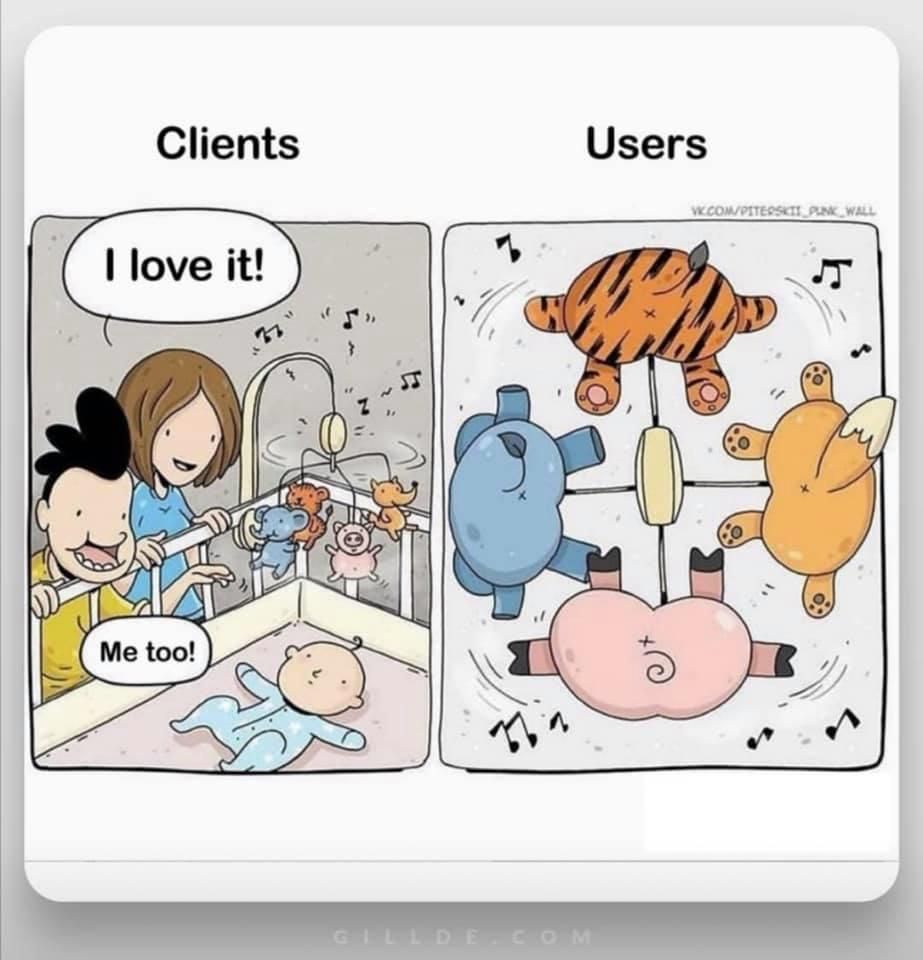 Clients
Users
VK.COM/PITERSKII_PUNK_WALL
I love it!
Me too!
GILLDE.COM